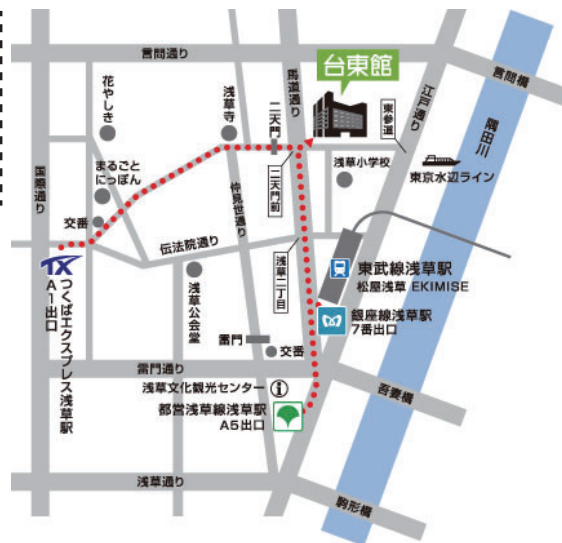 台東館
言問通り
馬道通り
言問橋
江戸通り
隅田川
花やしき
浅草寺
二天門
東参道
国際通り
まるごと
にっぽん
二天門前
浅草小学校
東京水辺ライン
仲見世通り
交番
伝法院通り
浅草二丁目
TX
つくばエクスプレス浅草駅
A1出口
浅草公会堂
東武線浅草駅
松屋浅草 EKIMISE
銀座線浅草駅
7番出口
雷門
交番
雷門通り
吾妻橋
浅草文化観光センター
都営浅草線浅草駅
A5出口
浅草通り
駒形橋